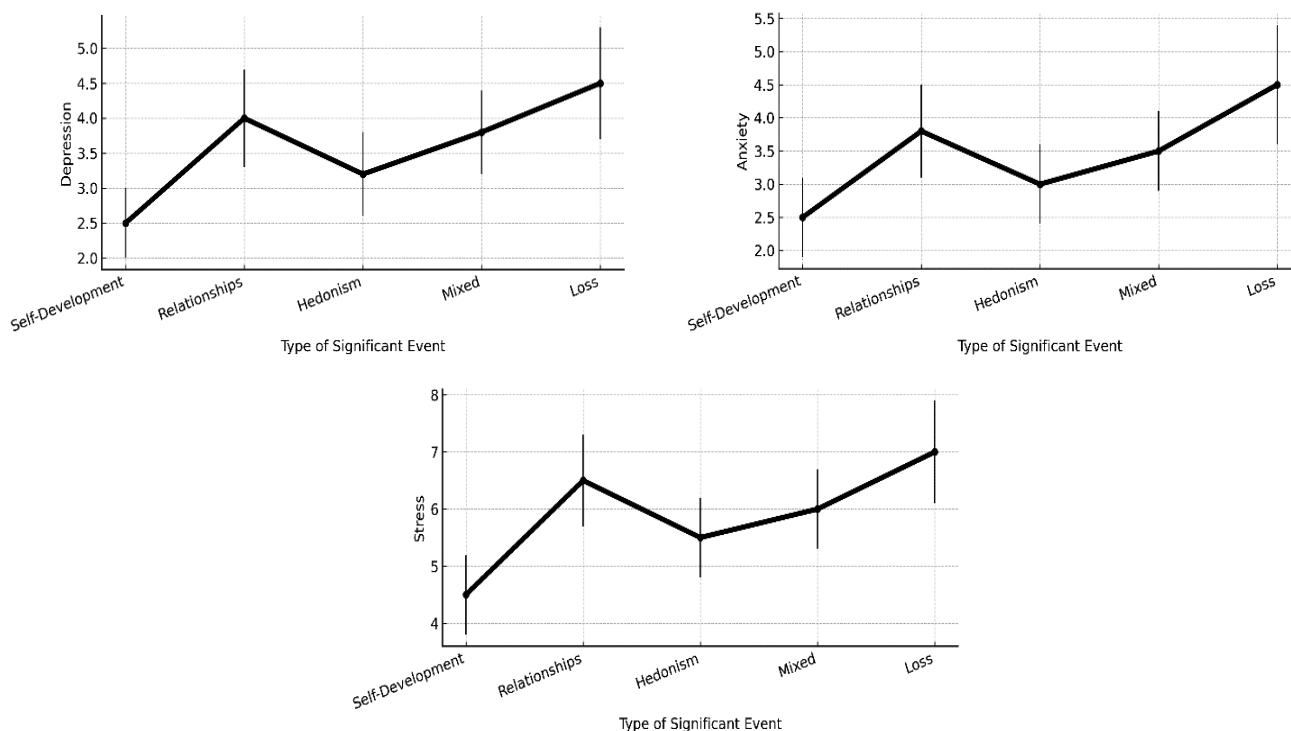 Depression
5.0
4.5
4.0
3.5
3.0
2.5
2.0
Self-Development
Relationships
Hedonism
Mixed
Loss
Type of Significant Event
Anxiety
5.5
5.0
4.5
4.0
3.5
3.0
2.5
2.0
Self-Development
Relationships
Hedonism
Mixed
Loss
Type of Significant Event
Stress
8
7
6
5
4
Self-Development
Relationships
Hedonism
Mixed
Loss
Type of Significant Event